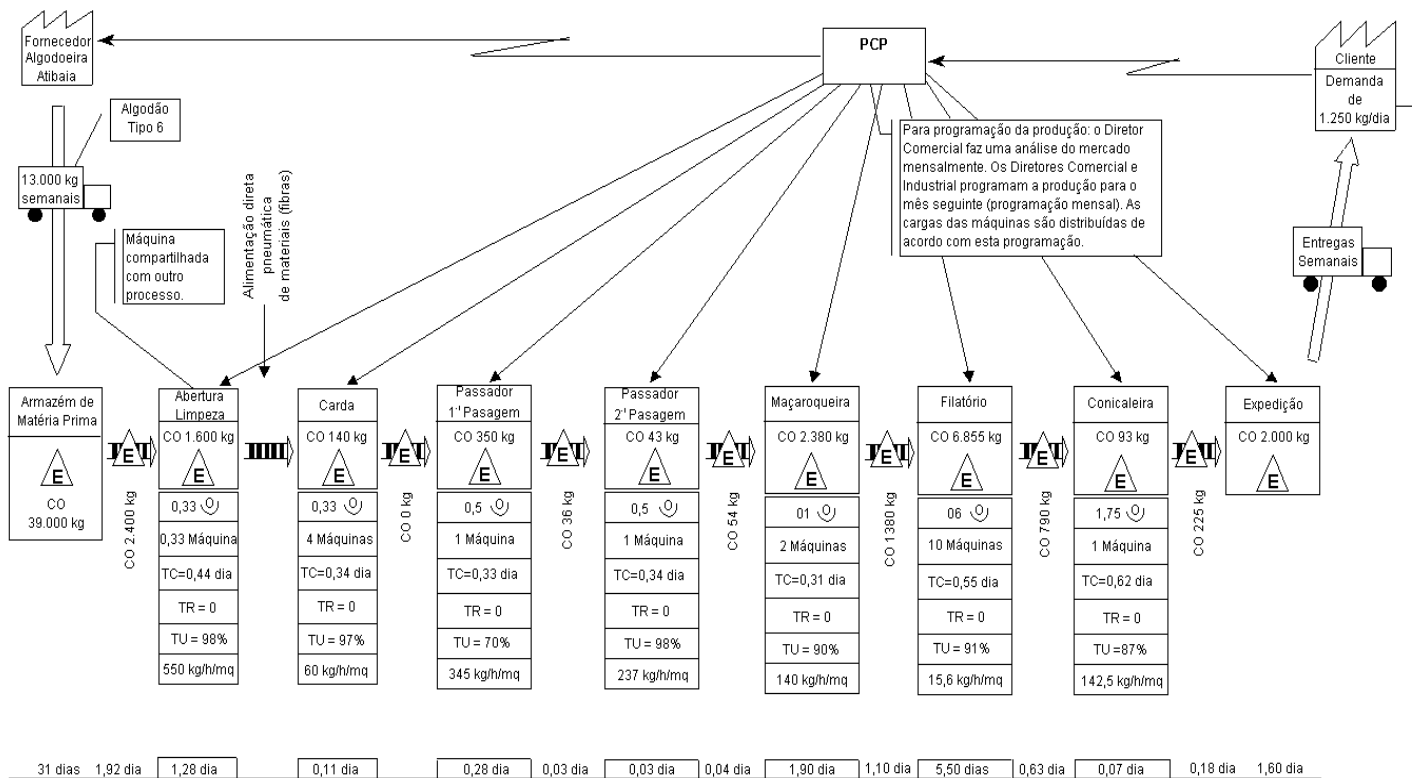 Fornecedor
Algodoeira
Atibaia
PCP
Cliente
Demanda
de
1.250 kg/dia
Algodão
Tipo 6
13.000 kg
semanais
Para programação da produção: o Diretor
Comercial faz uma análise do mercado
mensalmente. Os Diretores Comercial e
Industrial programam a produção para o
mês seguinte (programação mensal). As
cargas das máquinas são distribuídas de
acordo com esta programação.
Máquina
compartilhada
com outro
processo.
Alimentação direta
pneumática
de materiais (fibras)
Entregas
Semanais
Armazém de
Matéria Prima
E
CO
39.000 kg
E
CO 2.400 kg
Abertura
Limpeza
CO 1.600 kg
E
0,33
0,33 Máquina
TC=0,44 dia
TR = 0
TU = 98%
550 kg/h/mq
Carda
CO 140 kg
E
0,33
4 Máquinas
TC=0,34 dia
TR = 0
TU = 97%
60 kg/h/mq
E
CO 0 kg
Passador
1ª Pasagem
CO 350 kg
E
0,5
1 Máquina
TC=0,33 dia
TR = 0
TU = 70%
345 kg/h/mq
E
CO 36 kg
Passador
2ª Pasagem
CO 43 kg
E
0,5
1 Máquina
TC=0,34 dia
TR = 0
TU = 98%
237 kg/h/mq
E
CO 54 kg
Maçaroqueira
CO 2.380 kg
E
01
2 Máquinas
TC=0,31 dia
TR = 0
TU = 90%
140 kg/h/mq
E
CO 1380 kg
Filatório
CO 6.855 kg
E
06
10 Máquinas
TC=0,55 dia
TR = 0
TU = 91%
15,6 kg/h/mq
E
CO 790 kg
Conicaleira
CO 93 kg
E
1,75
1 Máquina
TC=0,62 dia
TR = 0
TU =87%
142,5 kg/h/mq
E
CO 225 kg
Expedição
CO 2.000 kg
E
31 dias 1,92 dia 1,28 dia 0,11 dia 0,28 dia 0,03 dia 0,03 dia 0,04 dia 1,90 dia 1,10 dia 5,50 dias 0,63 dia 0,07 dia 0,18 dia 1,60 dia